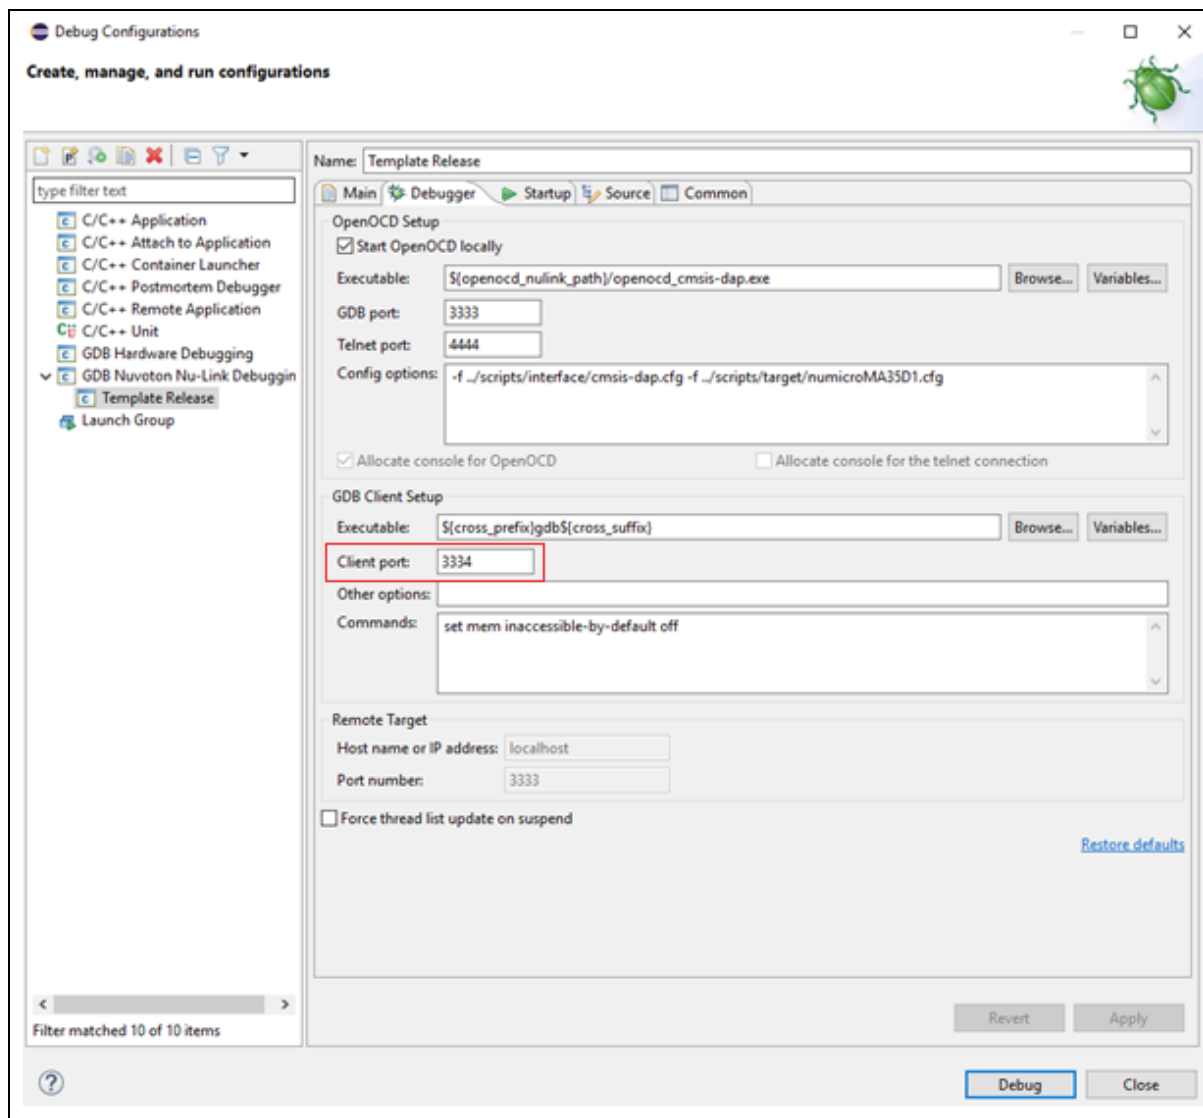 Debug Configurations
Create, manage, and run configurations
type filter text
C/C++ Application
C/C++ Attach to Application
C/C++ Container Launcher
C/C++ Postmortem Debugger
C/C++ Remote Application
C/C++ Unit
GDB Hardware Debugging
GDB Nuvoton Nu-Link Debuggin
Template Release
Launch Group
Filter matched 10 of 10 items
Name: Template Release
Main Debugger Startup Source Common
OpenOCD Setup
Start OpenOCD locally
Executable: ${openocd_nulink_path}/openocd_cmsis-dap.exe Browse... Variables...
GDB port: 3333
Telnet port: 4444
Config options: -f ../scripts/interface/cmsis-dap.cfg -f ../scripts/target/numicroMA35D1.cfg
Allocate console for OpenOCD Allocate console for the telnet connection
GDB Client Setup
Executable: ${cross_prefix}gdb${cross_suffix} Browse... Variables...
Client port: 3334
Other options:
Commands: set mem inaccessible-by-default off
Remote Target
Host name or IP address: localhost
Port number: 3333
Force thread list update on suspend
Restore defaults
Revert Apply
Debug Close